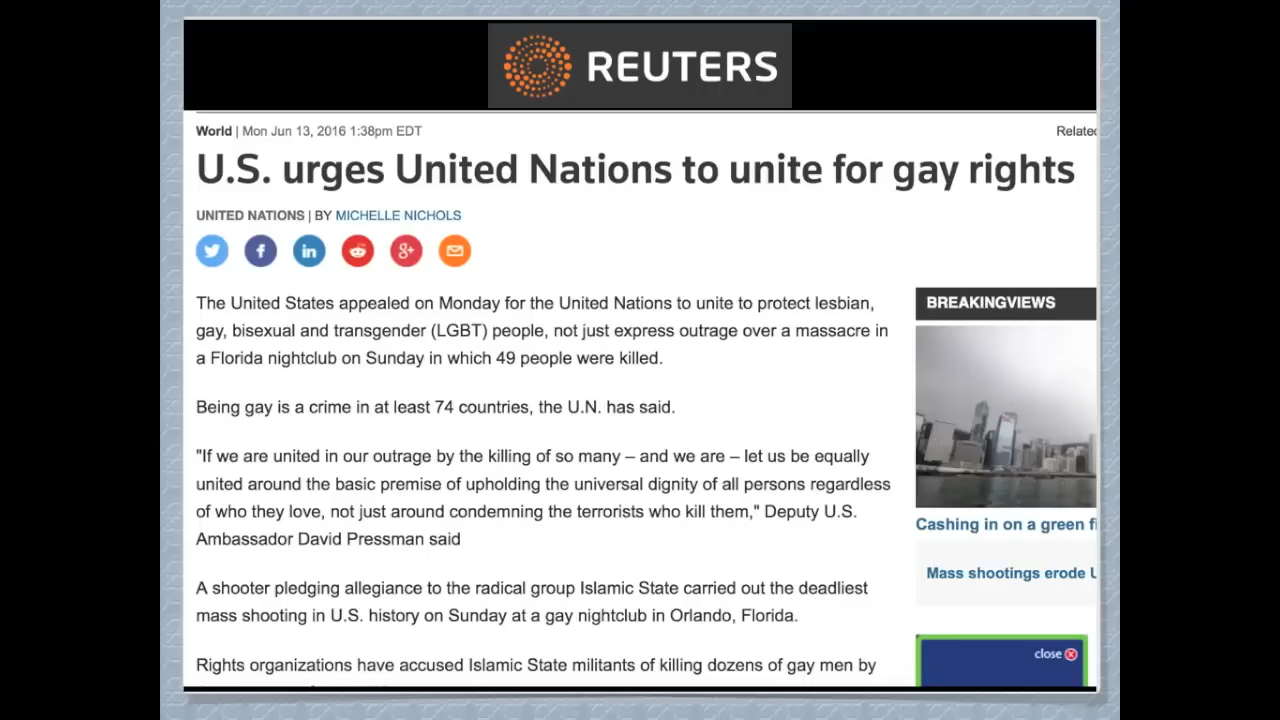 REUTERS
World | Mon Jun 13, 2016 1:38pm EDT
Related
U.S. urges United Nations to unite for gay rights
UNITED NATIONS | BY MICHELLE NICHOLS
The United States appealed on Monday for the United Nations to unite to protect lesbian,
gay, bisexual and transgender (LGBT) people, not just express outrage over a massacre in
a Florida nightclub on Sunday in which 49 people were killed.
Being gay is a crime in at least 74 countries, the U.N. has said.
"If we are united in our outrage by the killing of so many – and we are – let us be equally
united around the basic premise of upholding the universal dignity of all persons regardless
of who they love, not just around condemning the terrorists who kill them," Deputy U.S.
Ambassador David Pressman said
A shooter pledging allegiance to the radical group Islamic State carried out the deadliest
mass shooting in U.S. history on Sunday at a gay nightclub in Orlando, Florida.
Rights organizations have accused Islamic State militants of killing dozens of gay men by
BREAKINGVIEWS
Cashing in on a green
Mass shootings erode
close